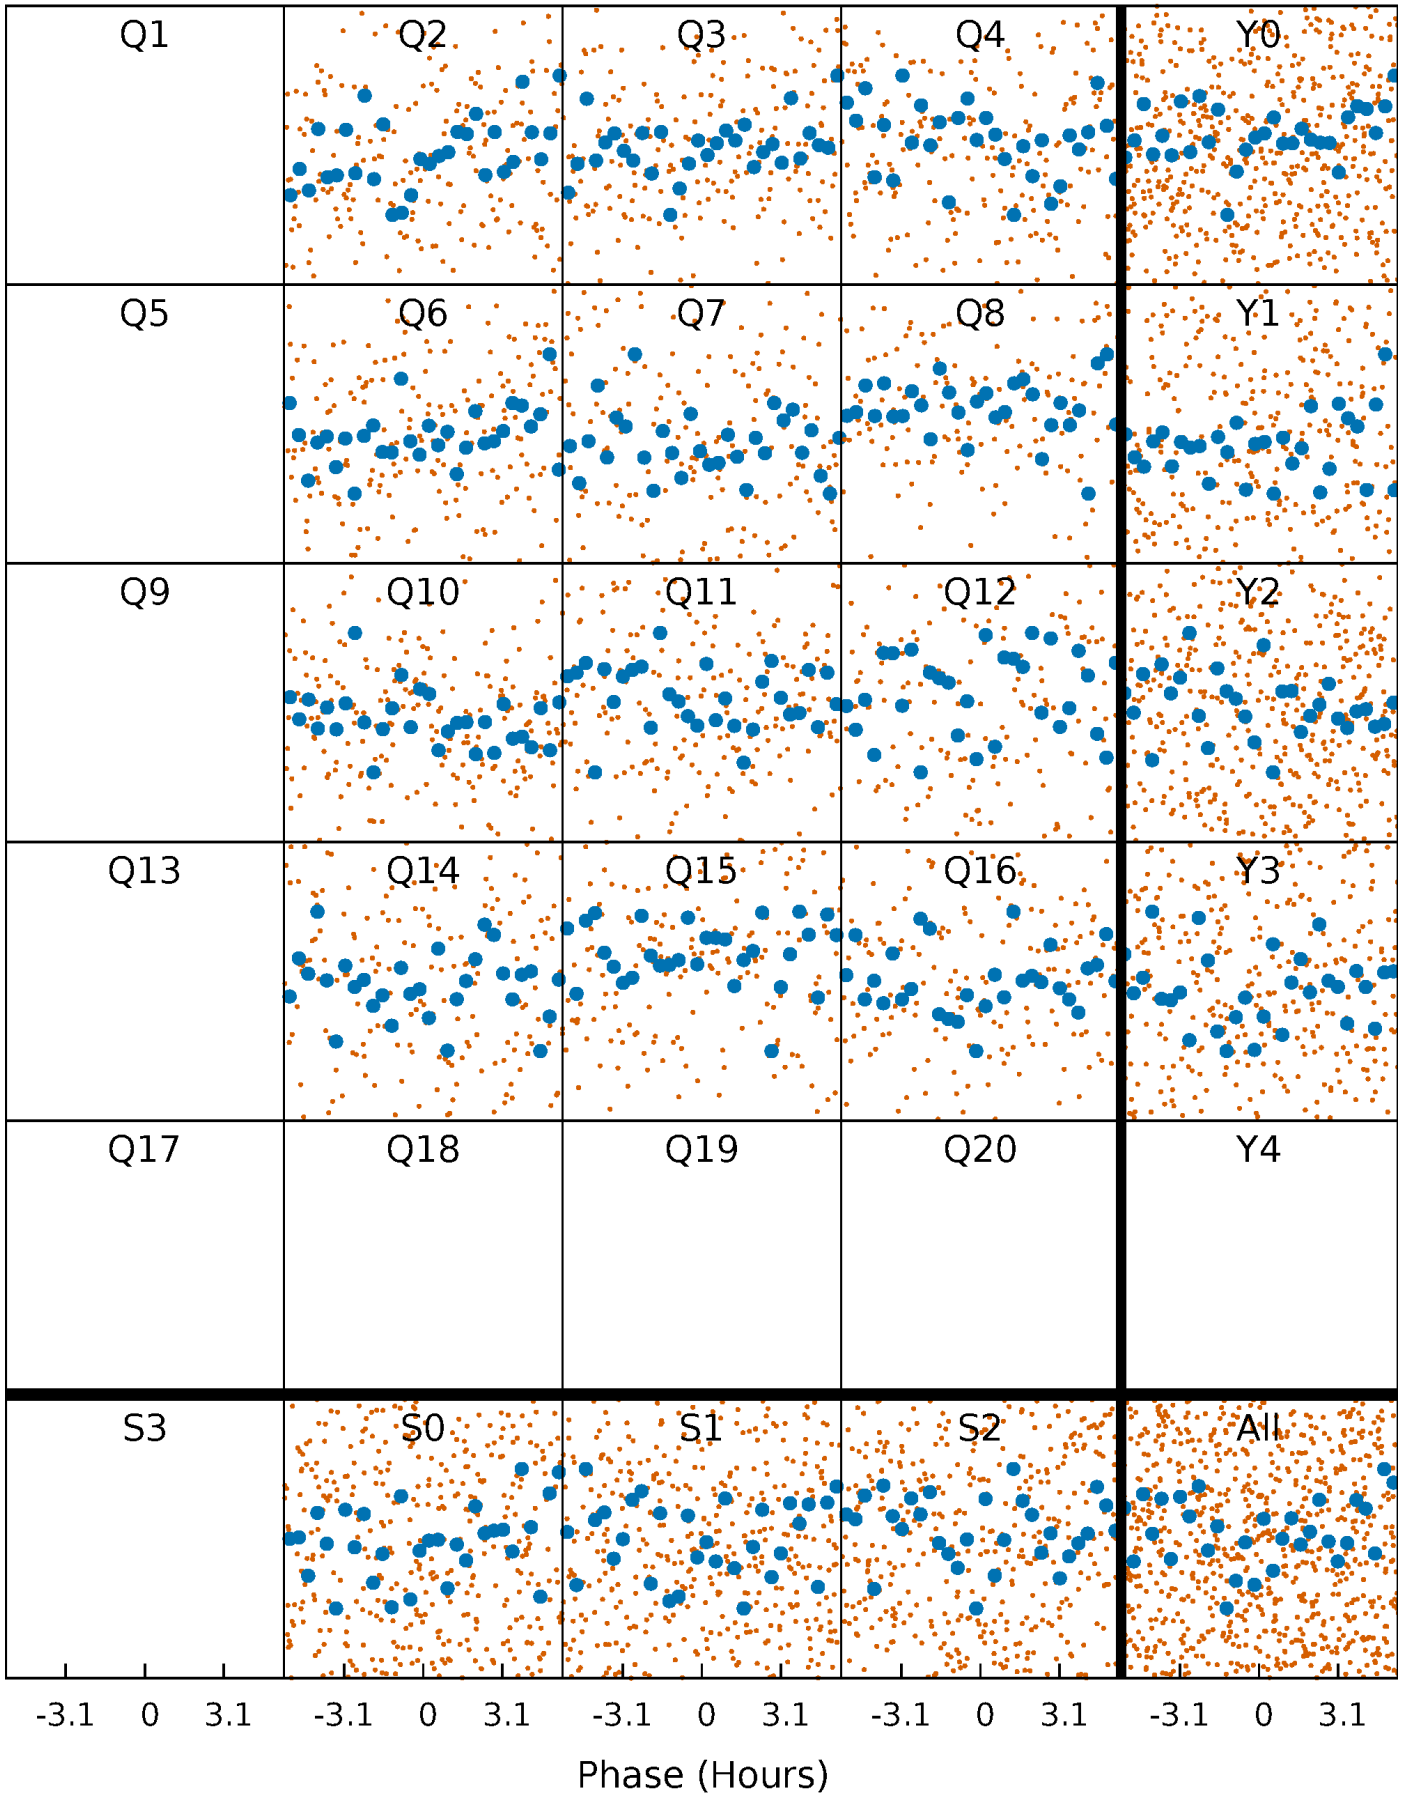 Q1 Q2 Q3 Q4 Y0
Q5 Q6 Q7 Q8 Y1
Q9 Q10 Q11 Q12 Y2
Q13 Q14 Q15 Q16 Y3
Q17 Q18 Q19 Q20 Y4
S3 S0 S1 S2 All
-3.1 0 3.1 -3.1 0 3.1 -3.1 0 3.1 -3.1 0 3.1 -3.1 0 3.1
Phase (Hours)